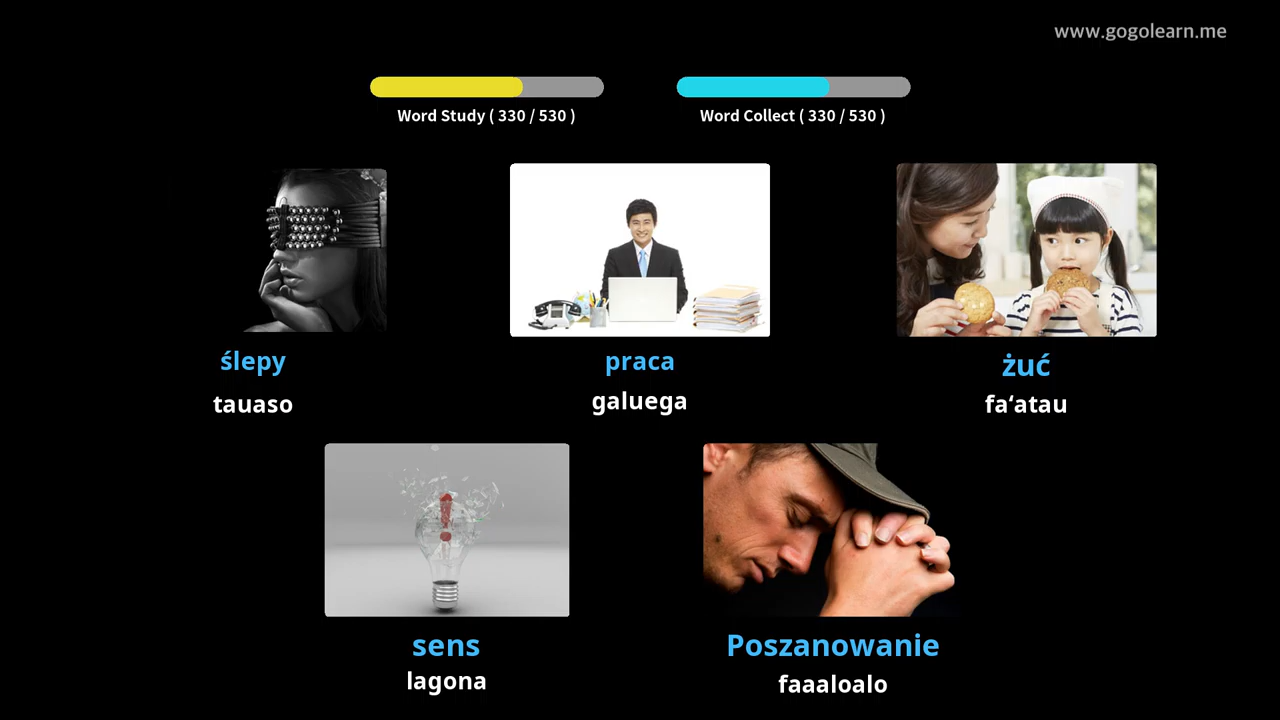 www.gogolearn.me
Word Study ( 330 / 530 )
Word Collect ( 330 / 530 )
ślepy
tauaso
praca
galuega
żuć
fa‘atau
sens
lagona
Poszanowanie
faaaloalo